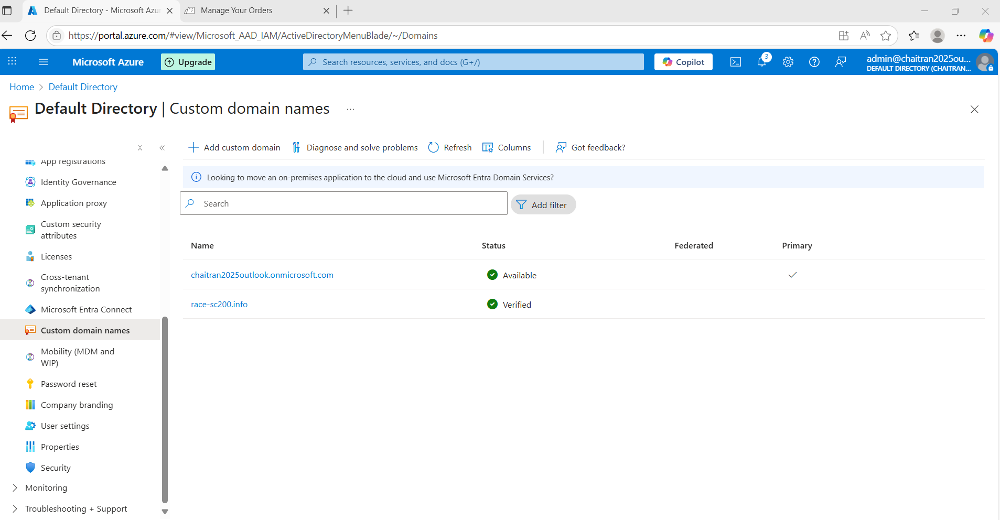 Default Directory - Microsoft Azu
Manage Your Orders
https://portal.azure.com/#view/Microsoft_AAD_IAM/ActiveDirectoryMenuBlade/~/Domains
Microsoft Azure
Upgrade
Search resources, services, and docs (G+/)
Copilot
3
admin@chaitran2025ou...
DEFAULT DIRECTORY (CHAITRAN...
Home > Default Directory
Default Directory | Custom domain names
...
Add custom domain
Diagnose and solve problems
Refresh
Columns
Got feedback?
App registrations
Identity Governance
Application proxy
Custom security
attributes
Licenses
Cross-tenant
synchronization
Microsoft Entra Connect
Custom domain names
Mobility (MDM and
WIP)
Password reset
Company branding
User settings
Properties
Security
Monitoring
Troubleshooting + Support
Looking to move an on-premises application to the cloud and use Microsoft Entra Domain Services?
Search
Add filter
Name Status Federated Primary
chaitran2025outlook.onmicrosoft.com Available
race-sc200.info Verified